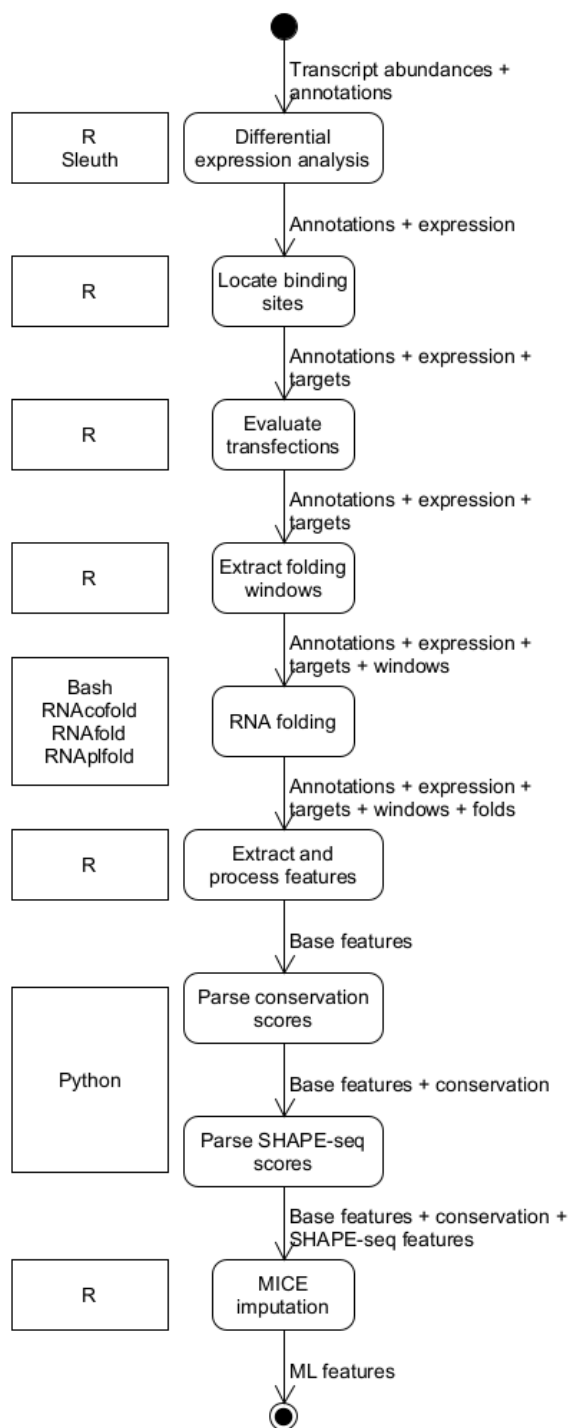 Transcript abundances +
annotations
R
Sleuth
Differential
expression analysis
Annotations + expression
R
Locate binding
sites
Annotations + expression +
targets
R
Evaluate
transfections
Annotations + expression +
targets
R
Extract folding
windows
Annotations + expression +
targets + windows
Bash
RNAcofold
RNAfold
RNAplfold
RNA folding
Annotations + expression +
targets + windows + folds
R
Extract and
process features
Base features
Python
Parse conservation
scores
Base features + conservation
Parse SHAPE-seq
scores
Base features + conservation +
SHAPE-seq features
R
MICE
imputation
ML features